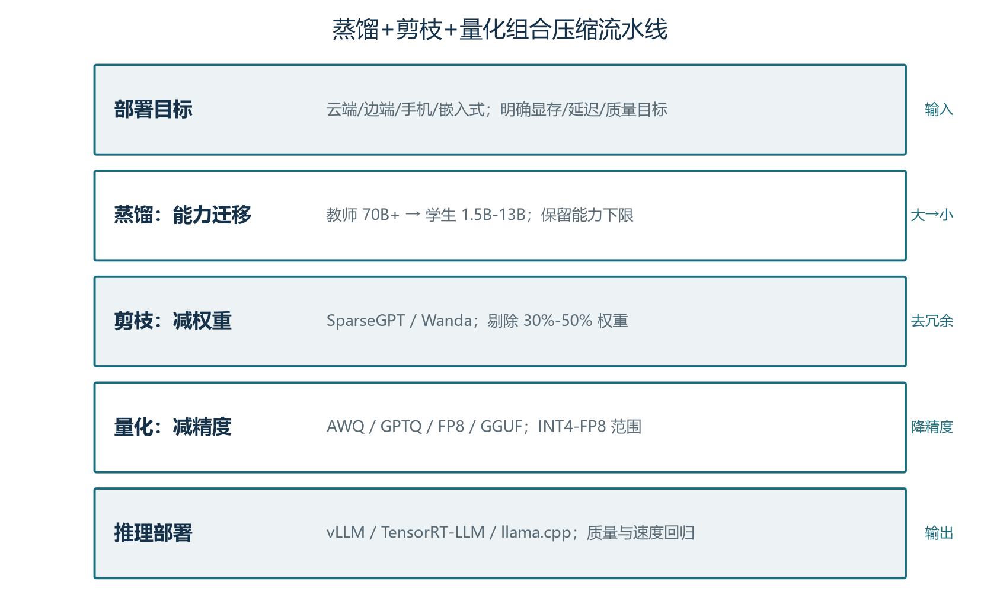 蒸馏+剪枝+量化组合压缩流水线
部署目标 云端/边端/手机/嵌入式；明确显存/延迟/质量目标 输入
蒸馏：能力迁移 教师 70B+ → 学生 1.5B-13B；保留能力下限 大→小
剪枝：减权重 SparseGPT / Wanda；剔除 30%-50% 权重 去冗余
量化：减精度 AWQ / GPTQ / FP8 / GGUF；INT4-FP8 范围 降精度
推理部署 vLLM / TensorRT-LLM / llama.cpp；质量与速度回归 输出